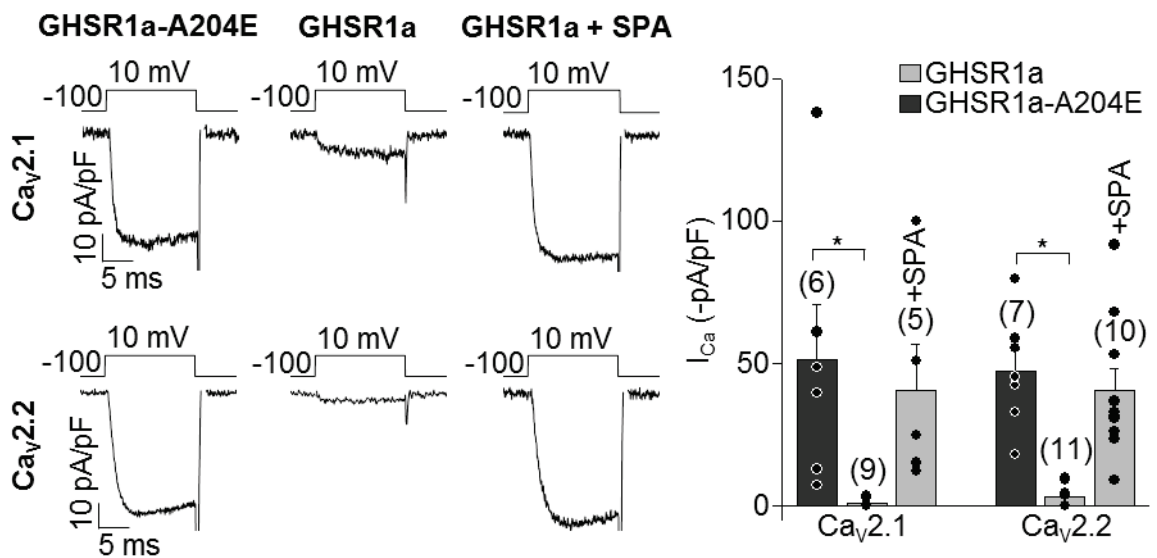 GHSR1a-A204E GHSR1a GHSR1a + SPA
10 mV 10 mV 10 mV
-100 -100 -100
Cav2.1
10 pA/pF
5 ms
10 mV 10 mV 10 mV
-100 -100 -100
Cav2.2
10 pA/pF
5 ms
GHSR1a
GHSR1a-A204E
150
100
50
0
ICa (-pA/pF)
* *
(6) (9) (5) +SPA
(7) (11) (10) +SPA
Cav2.1 Cav2.2